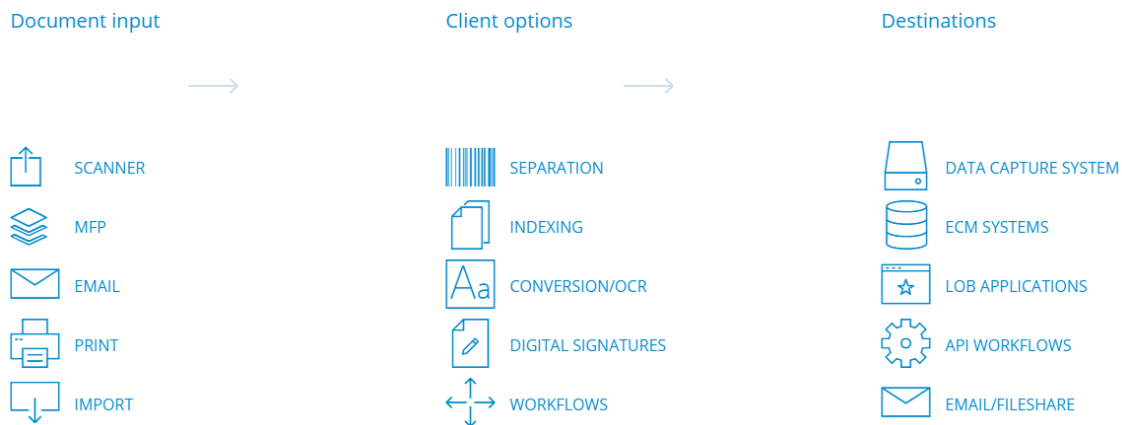 Document input
SCANNER
MFP
EMAIL
PRINT
IMPORT
Client options
SEPARATION
INDEXING
Aa
CONVERSION/OCR
DIGITAL SIGNATURES
WORKFLOWS
Destinations
DATA CAPTURE SYSTEM
ECM SYSTEMS
LOB APPLICATIONS
API WORKFLOWS
EMAIL/FILESHARE